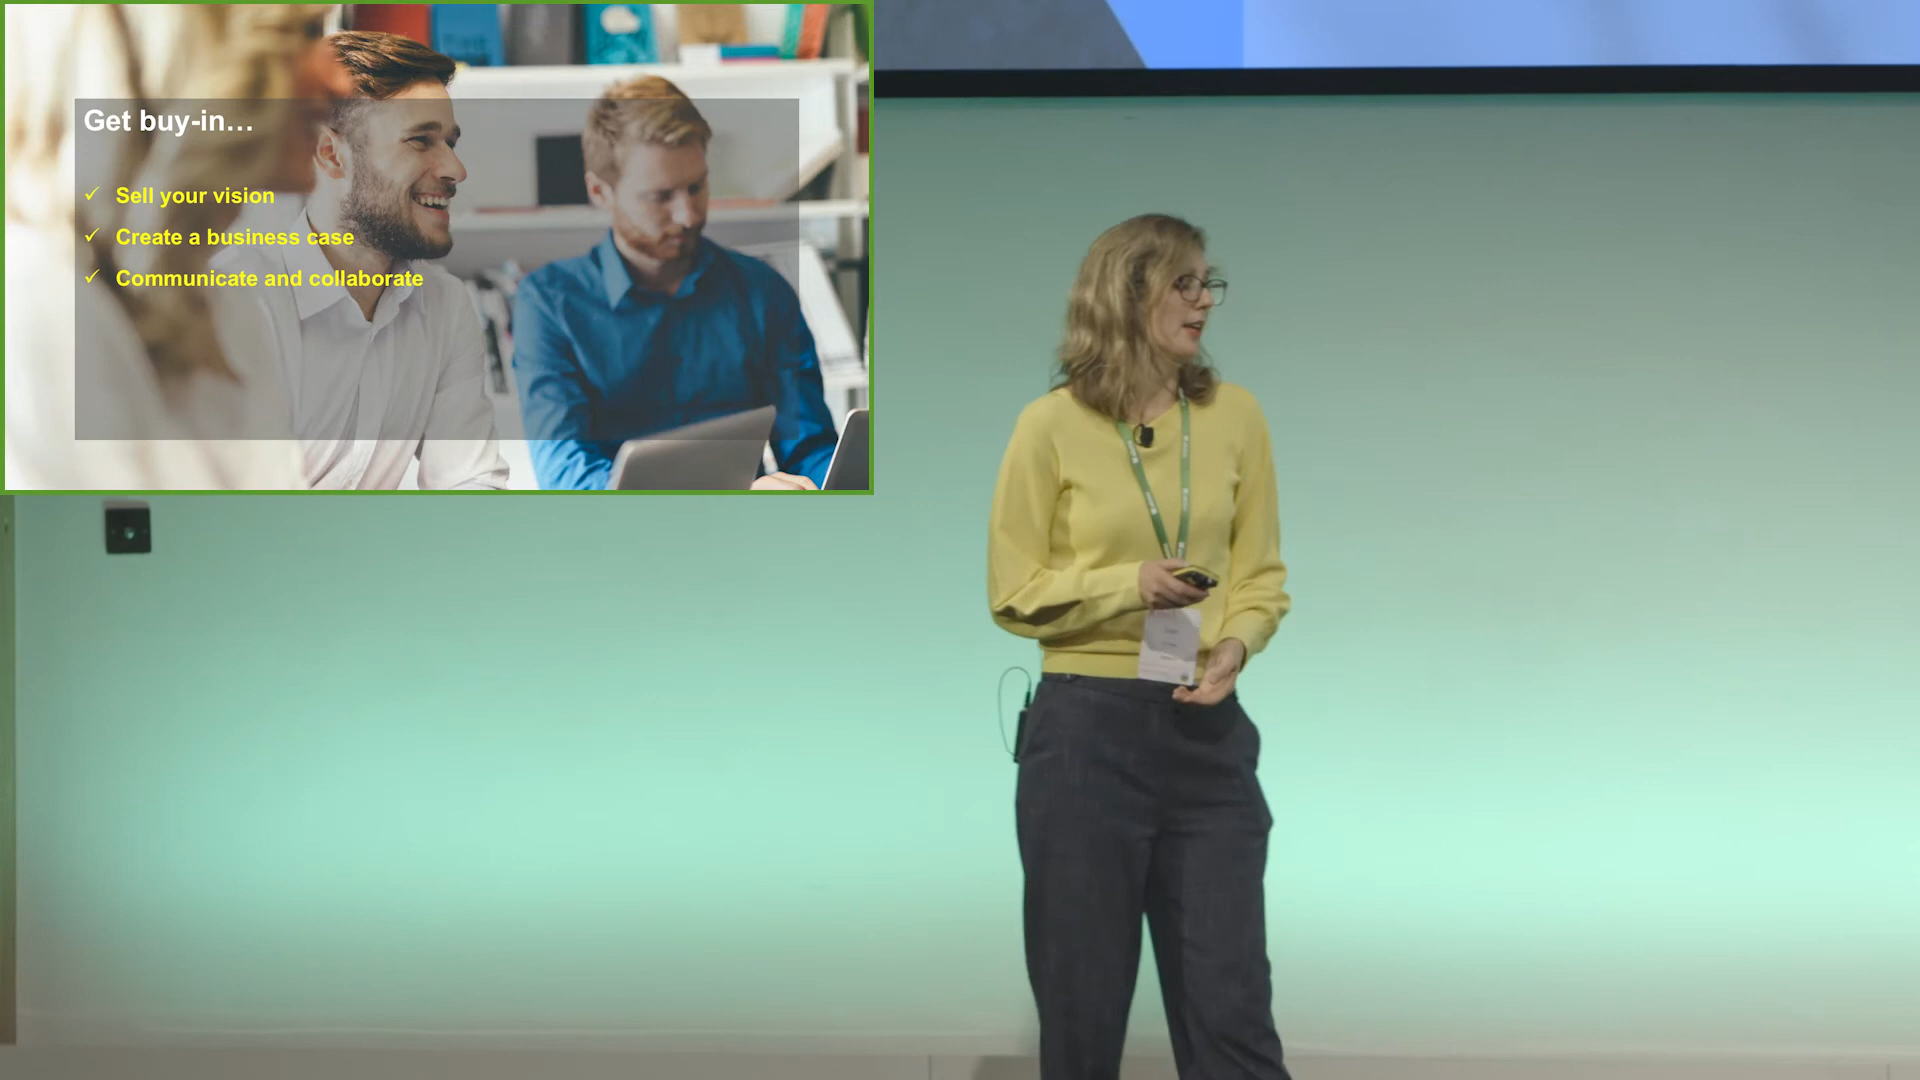 Get buy-in…
✓ Sell your vision
✓ Create a business case
✓ Communicate and collaborate